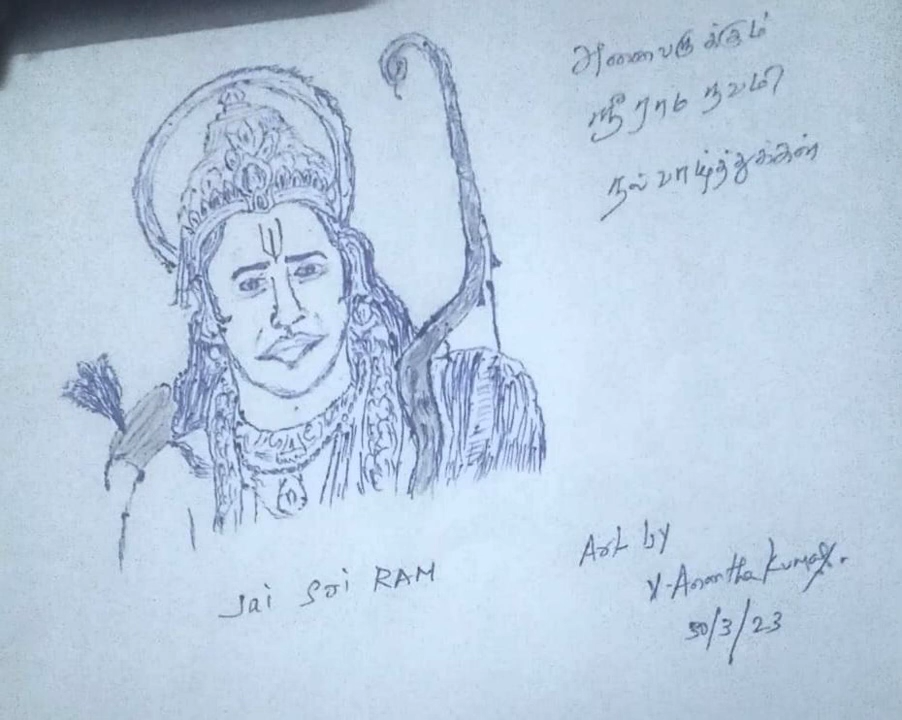 அனைவருக்கும்
ஸ்ரீ ராம நவமி
நல் வாழ்த்துக்கள்
Jai Sri RAM
Art by
V. Anantha Kumar.
30/3/23